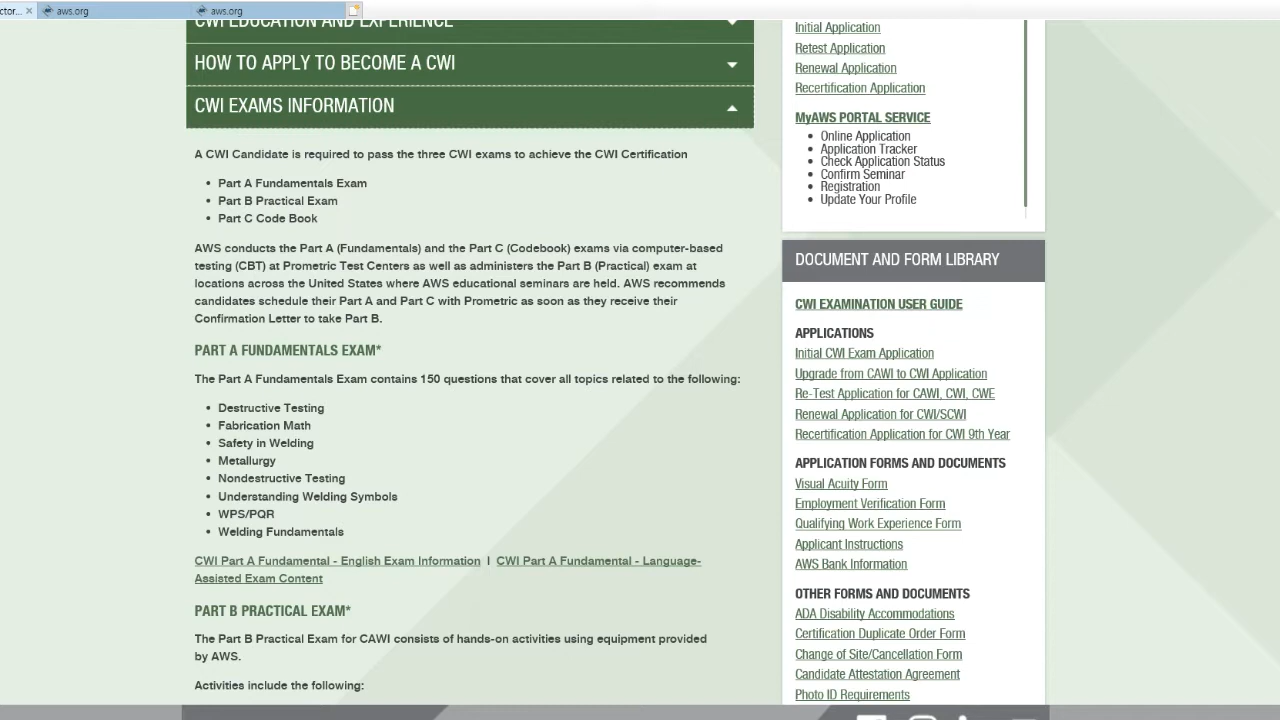 ctor...
aws.org
aws.org
CWI EDUCATION AND EXPERIENCE
HOW TO APPLY TO BECOME A CWI
CWI EXAMS INFORMATION
A CWI Candidate is required to pass the three CWI exams to achieve the CWI Certification
• Part A Fundamentals Exam
• Part B Practical Exam
• Part C Code Book
AWS conducts the Part A (Fundamentals) and the Part C (Codebook) exams via computer-based
testing (CBT) at Prometric Test Centers as well as administers the Part B (Practical) exam at
locations across the United States where AWS educational seminars are held. AWS recommends
candidates schedule their Part A and Part C with Prometric as soon as they receive their
Confirmation Letter to take Part B.
PART A FUNDAMENTALS EXAM*
The Part A Fundamentals Exam contains 150 questions that cover all topics related to the following:
• Destructive Testing
• Fabrication Math
• Safety in Welding
• Metallurgy
• Nondestructive Testing
• Understanding Welding Symbols
• WPS/PQR
• Welding Fundamentals
CWI Part A Fundamental - English Exam Information | CWI Part A Fundamental - Language-
Assisted Exam Content
PART B PRACTICAL EXAM*
The Part B Practical Exam for CAWI consists of hands-on activities using equipment provided
by AWS.
Activities include the following:
Initial Application
Retest Application
Renewal Application
Recertification Application
MyAWS PORTAL SERVICE
• Online Application
• Application Tracker
• Check Application Status
• Confirm Seminar
• Registration
• Update Your Profile
DOCUMENT AND FORM LIBRARY
CWI EXAMINATION USER GUIDE
APPLICATIONS
Initial CWI Exam Application
Upgrade from CAWI to CWI Application
Re-Test Application for CAWI, CWI, CWE
Renewal Application for CWI/SCWI
Recertification Application for CWI 9th Year
APPLICATION FORMS AND DOCUMENTS
Visual Acuity Form
Employment Verification Form
Qualifying Work Experience Form
Applicant Instructions
AWS Bank Information
OTHER FORMS AND DOCUMENTS
ADA Disability Accommodations
Certification Duplicate Order Form
Change of Site/Cancellation Form
Candidate Attestation Agreement
Photo ID Requirements